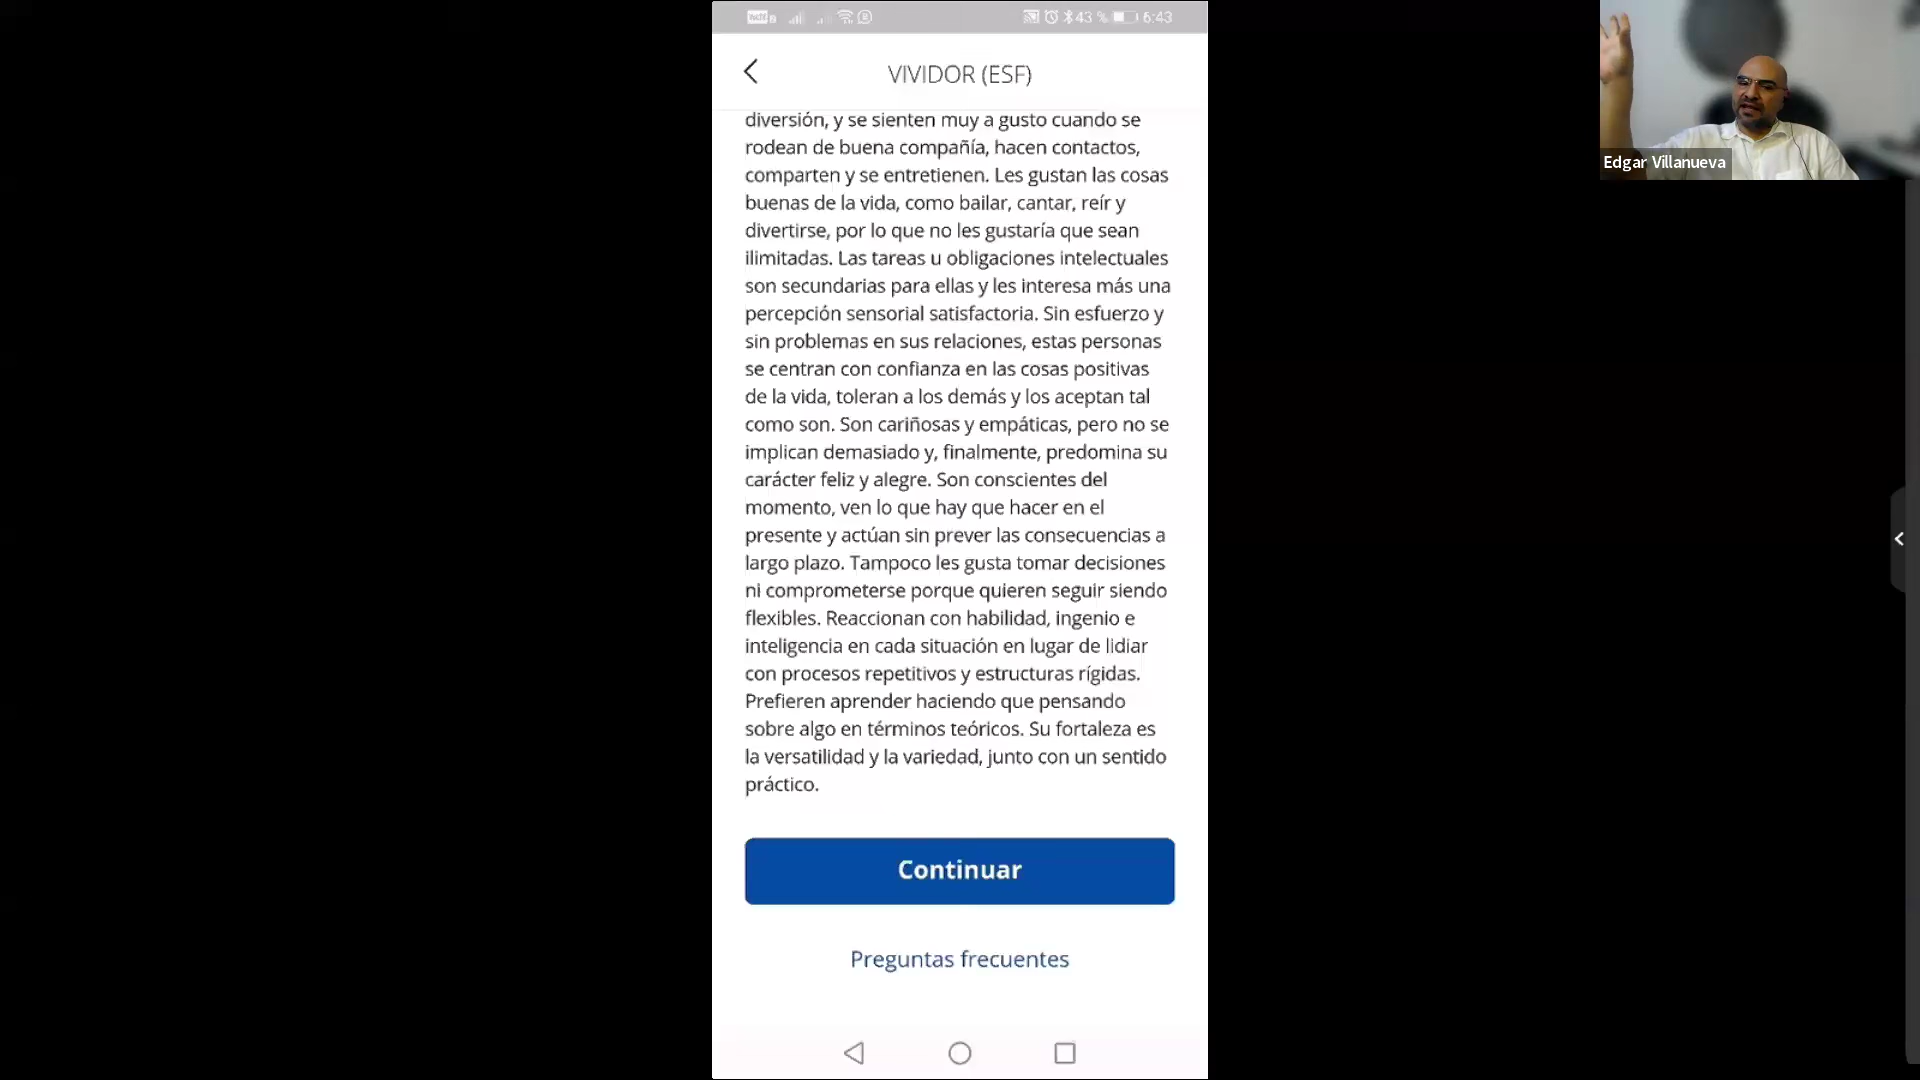 43 % 6:43
VIVIDOR (ESF)
diversión, y se sienten muy a gusto cuando se
rodean de buena compañía, hacen contactos,
comparten y se entretienen. Les gustan las cosas
buenas de la vida, como bailar, cantar, reír y
divertirse, por lo que no les gustaría que sean
ilimitadas. Las tareas u obligaciones intelectuales
son secundarias para ellas y les interesa más una
percepción sensorial satisfactoria. Sin esfuerzo y
sin problemas en sus relaciones, estas personas
se centran con confianza en las cosas positivas
de la vida, toleran a los demás y los aceptan tal
como son. Son cariñosas y empáticas, pero no se
implican demasiado y, finalmente, predomina su
carácter feliz y alegre. Son conscientes del
momento, ven lo que hay que hacer en el
presente y actúan sin prever las consecuencias a
largo plazo. Tampoco les gusta tomar decisiones
ni comprometerse porque quieren seguir siendo
flexibles. Reaccionan con habilidad, ingenio e
inteligencia en cada situación en lugar de lidiar
con procesos repetitivos y estructuras rígidas.
Prefieren aprender haciendo que pensando
sobre algo en términos teóricos. Su fortaleza es
la versatilidad y la variedad, junto con un sentido
práctico.
Continuar
Preguntas frecuentes
Edgar Villanueva